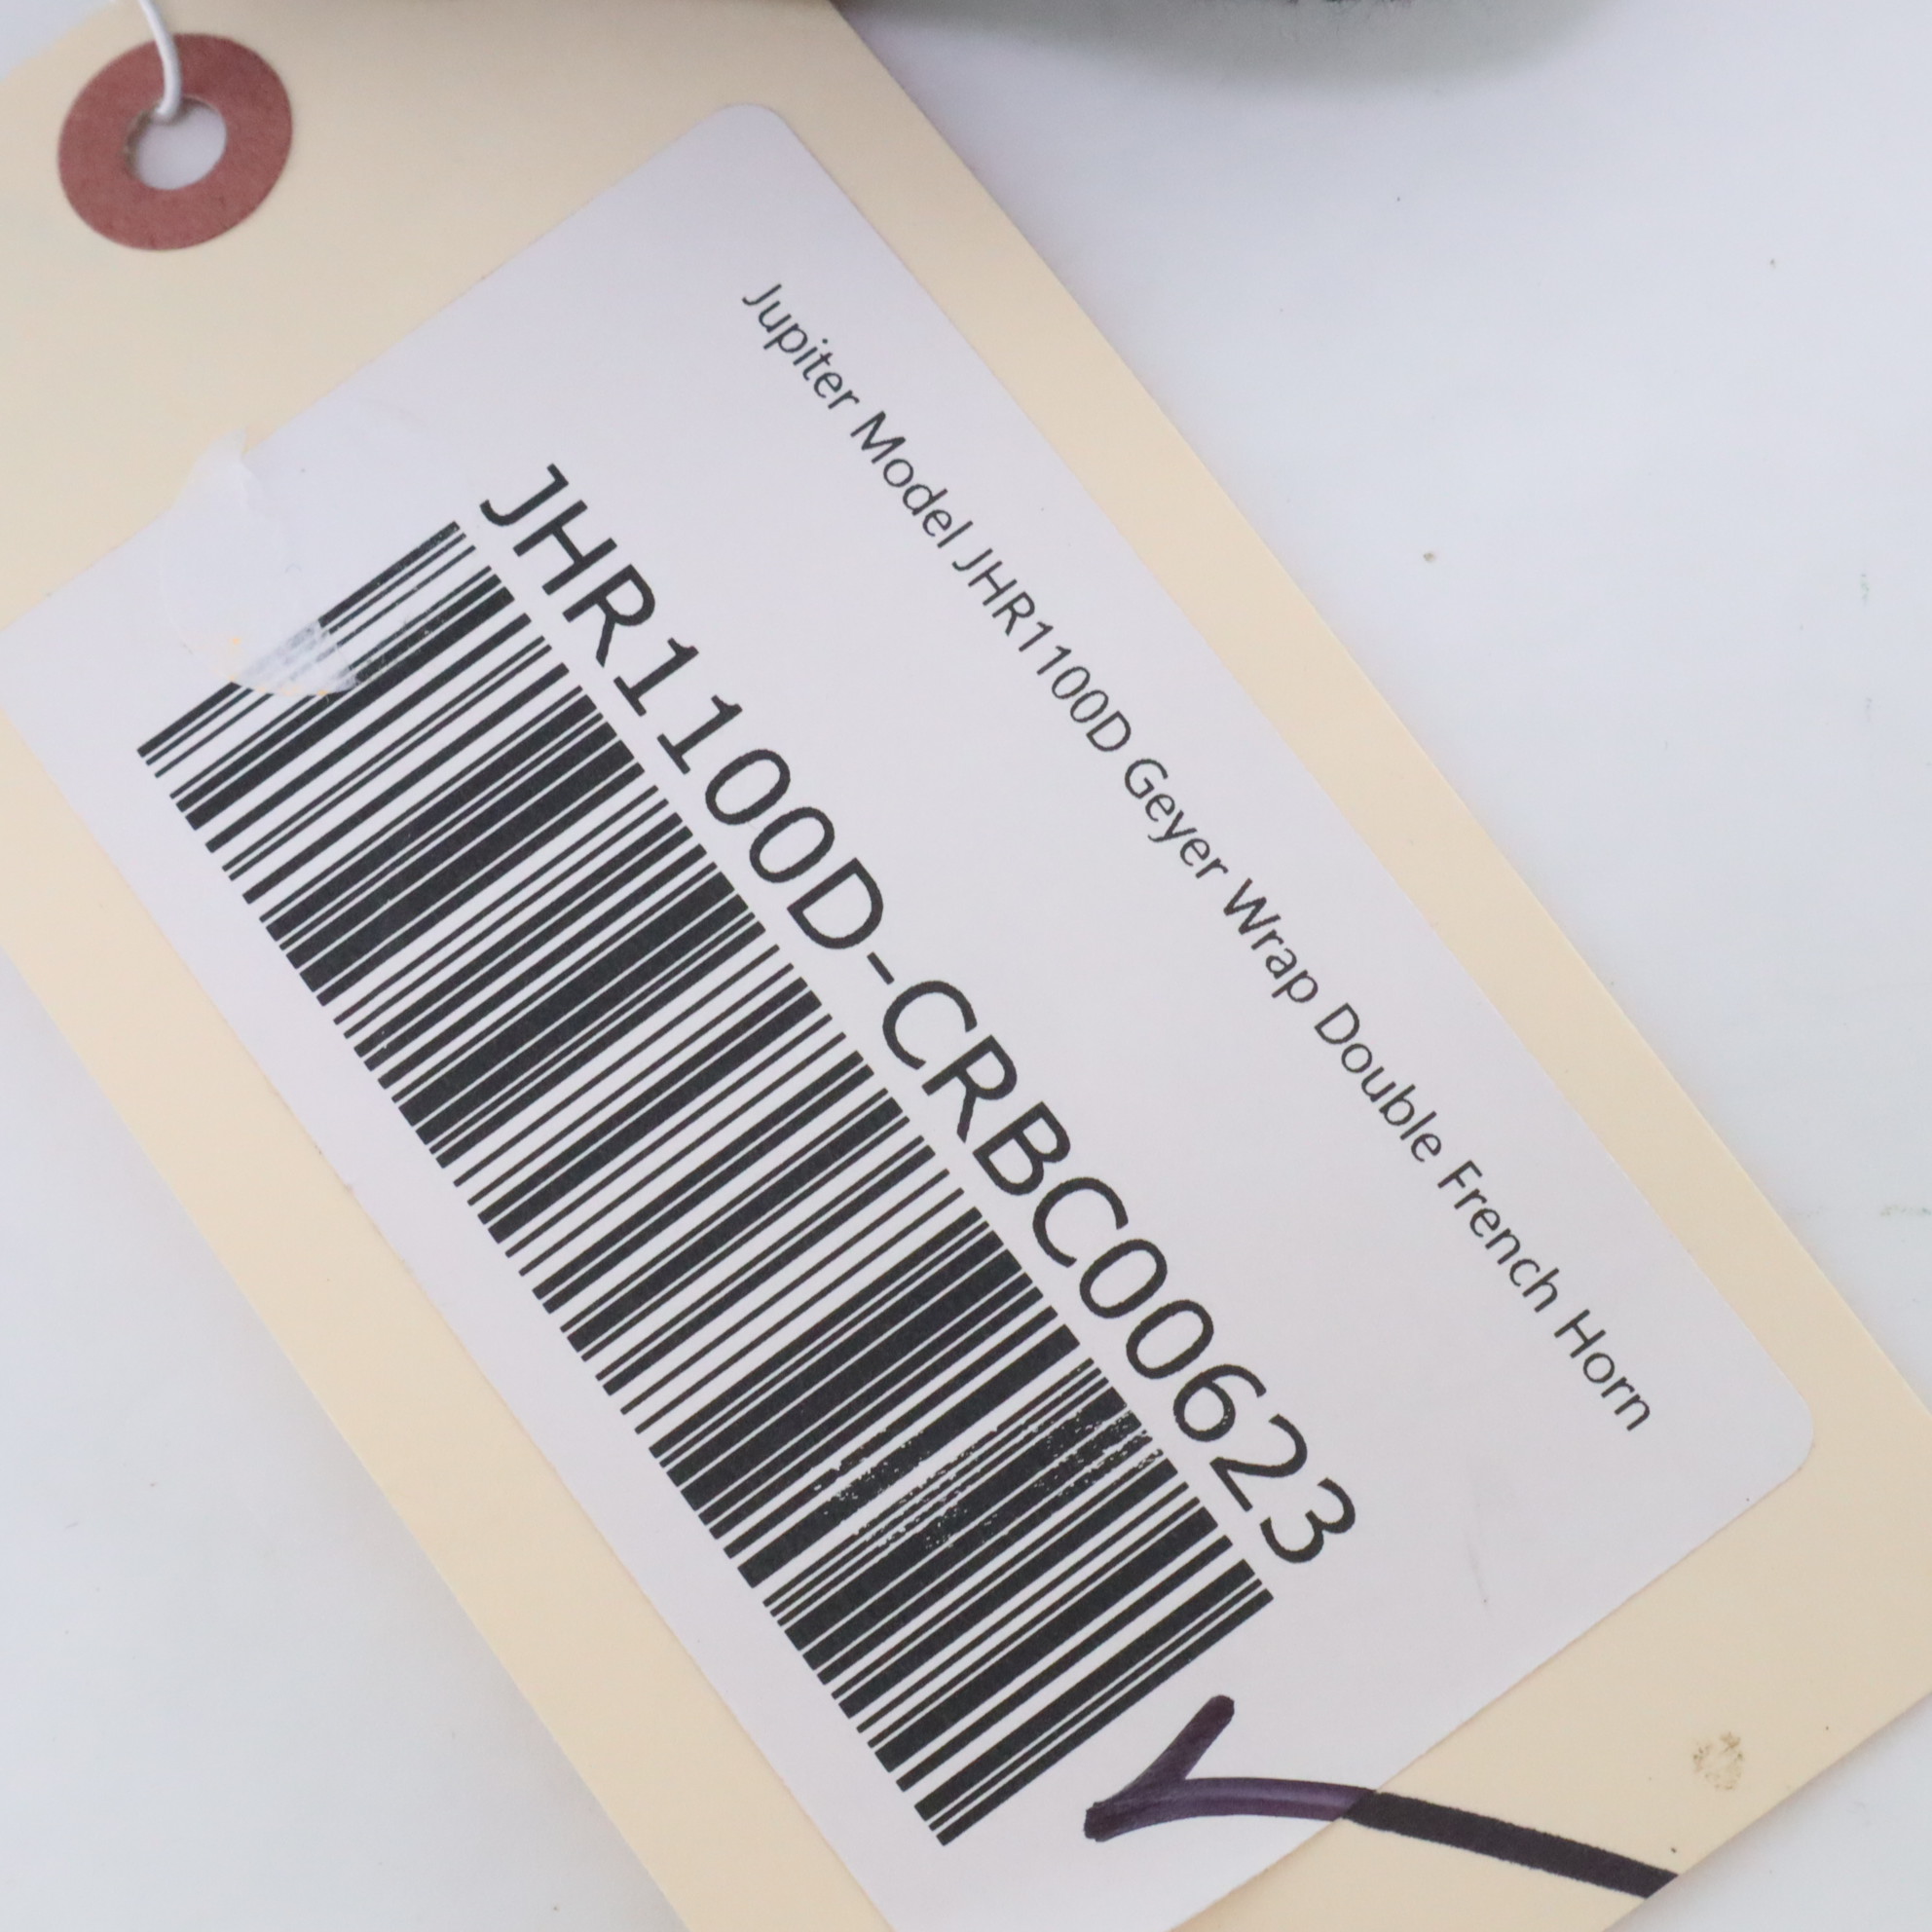 Jupiter Model JHR1100D Geyer Wrap Double French Horn
JHR1100D-CRBC00623